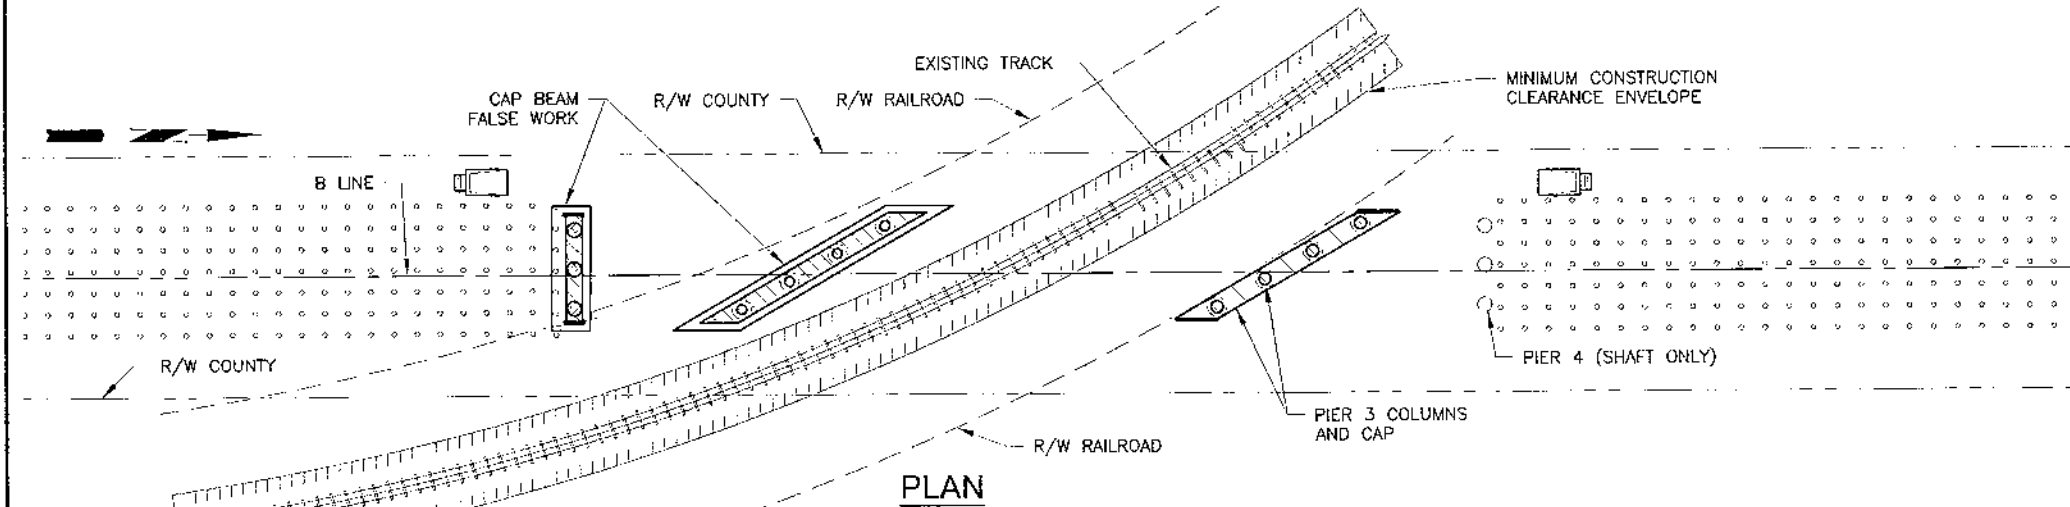 EXISTING TRACK
MINIMUM CONSTRUCTION
CLEARANCE ENVELOPE
CAP BEAM
FALSE WORK
R/W COUNTY
R/W RAILROAD
B LINE
R/W COUNTY
PIER 4 (SHAFT ONLY)
PIER 3 COLUMNS
AND CAP
R/W RAILROAD
PLAN